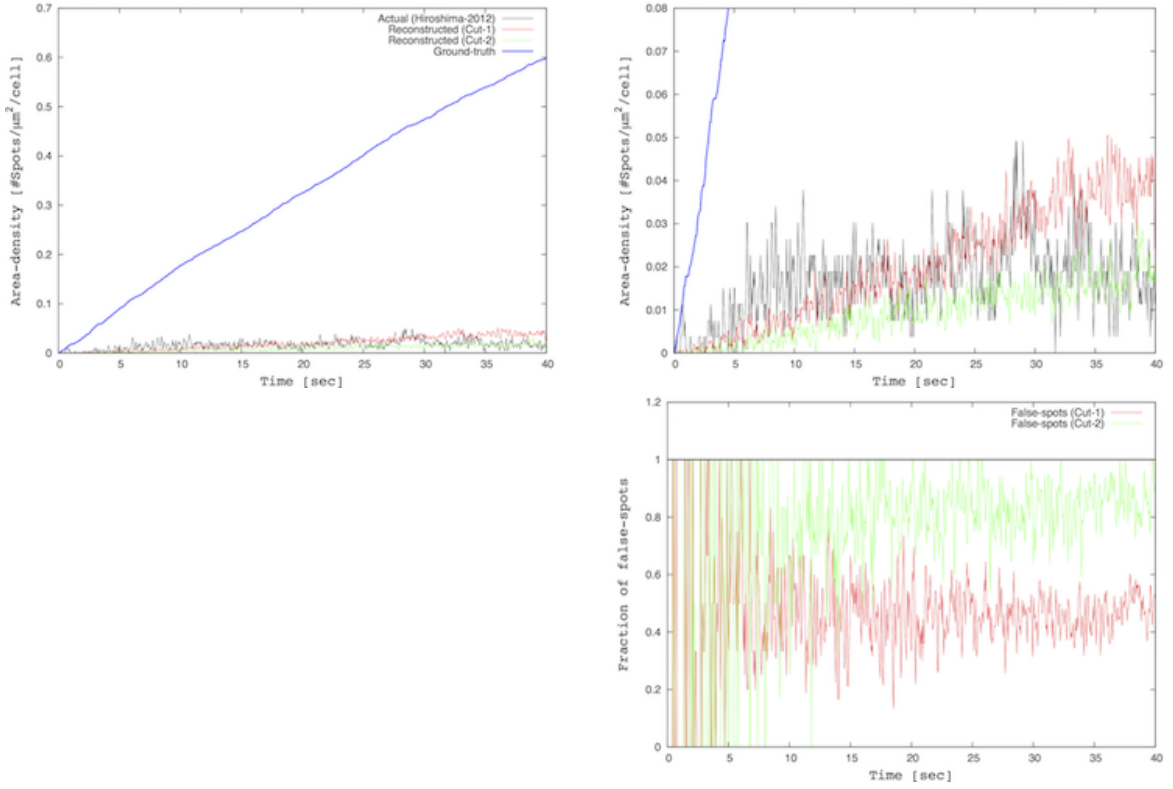 0.7
0.6
0.5
0.4
0.3
0.2
0.1
0
Area-density [#Spots/μm²/cell]
Actual (Hiroshima-2012)
Reconstructed (Cut-1)
Reconstructed (Cut-2)
Ground-truth
0 5 10 15 20 25 30 35 40
Time [sec]
0.08
0.07
0.06
0.05
0.04
0.03
0.02
0.01
0
Area-density [#Spots/μm²/cell]
0 5 10 15 20 25 30 35 40
Time [sec]
1.2
1
0.8
0.6
0.4
0.2
0
Fraction of false-spots
False-spots (Cut-1)
False-spots (Cut-2)
0 5 10 15 20 25 30 35 40
Time [sec]